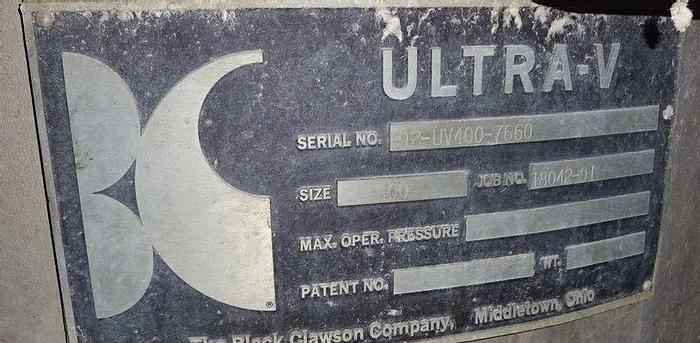 ULTRA-V
SERIAL NO. 92-UV400-7660
SIZE 400 JOB NO. 18042-01
MAX. OPER. PRESSURE
PATENT NO. WT.
®
The Black Clawson Company, Middletown, Ohio